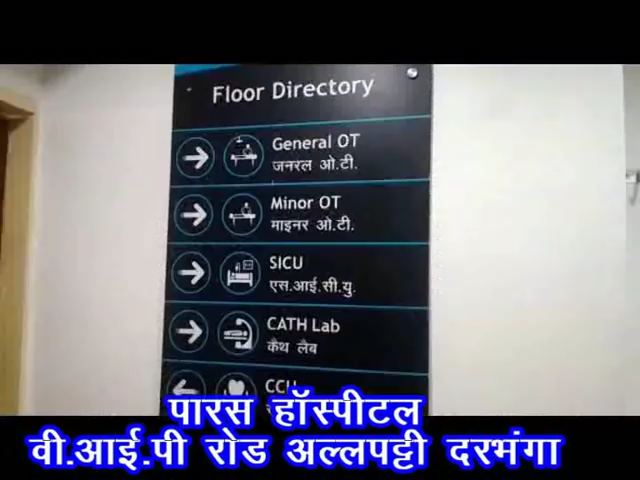 Floor Directory
General OT
जनरल ओ.टी.
Minor OT
माइनर ओ.टी.
SICU
एस.आई.सी.यु.
CATH Lab
कैथ लैब
CCU
पारस हॉस्पीटल
वी.आई.पी रोड अल्लपट्टी दरभंगा